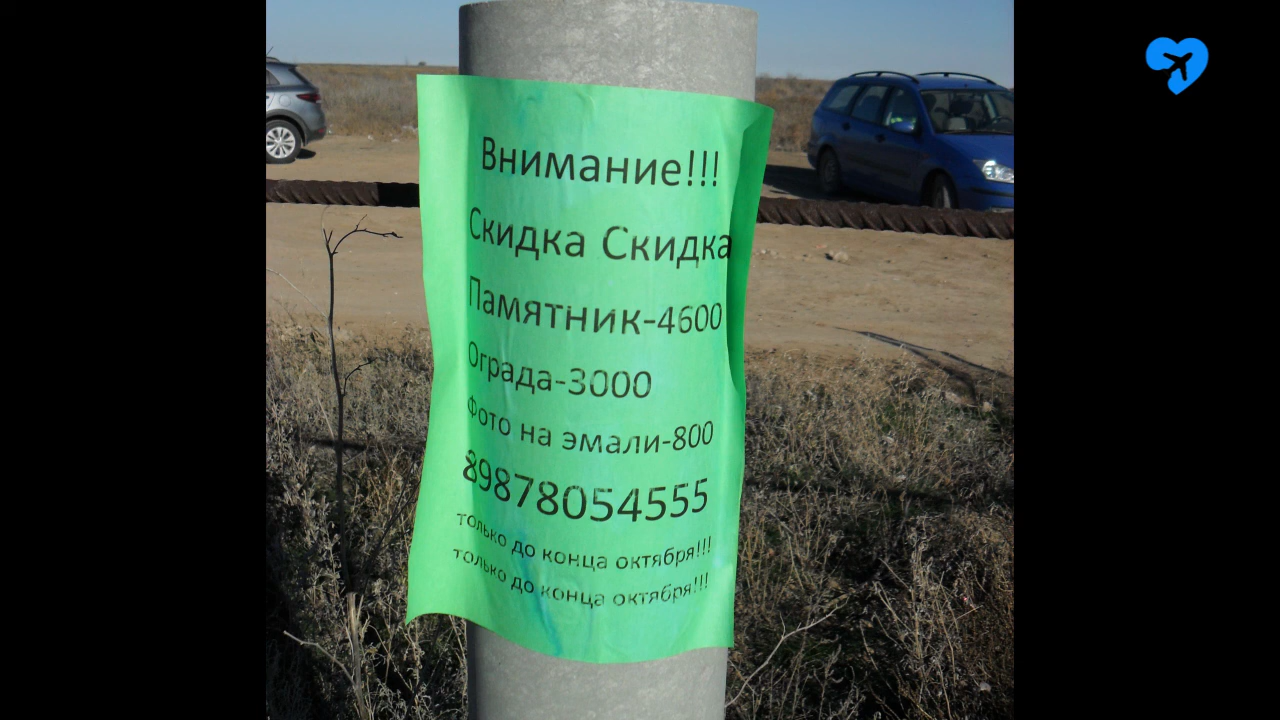 Внимание!!!
Скидка Скидка
Памятник-4600
Ограда-3000
Фото на эмали-800
89878054555
только до конца октября!!!
только до конца октября!!!